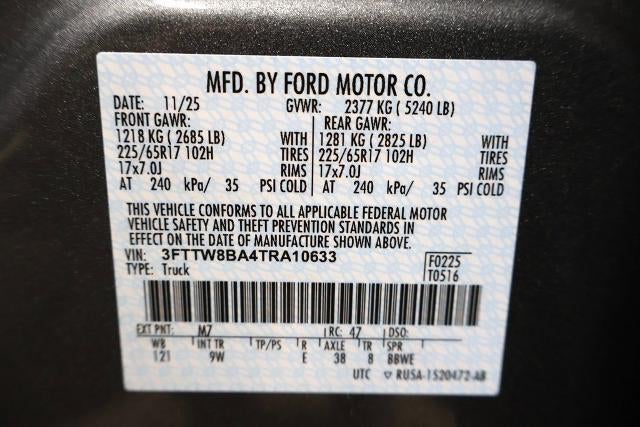 MFD. BY FORD MOTOR CO.
DATE: 11/25 GVWR: 2377 KG ( 5240 LB)
FRONT GAWR: REAR GAWR:
1218 KG ( 2685 LB) WITH 1281 KG ( 2825 LB) WITH
225/65R17 102H TIRES 225/65R17 102H TIRES
17x7.0J RIMS 17x7.0J RIMS
AT 240 kPa/ 35 PSI COLD AT 240 kPa/ 35 PSI COLD
THIS VEHICLE CONFORMS TO ALL APPLICABLE FEDERAL MOTOR
VEHICLE SAFETY AND THEFT PREVENTION STANDARDS IN
EFFECT ON THE DATE OF MANUFACTURE SHOWN ABOVE.
VIN: 3FTTW8BA4TRA10633 F0225
TYPE: Truck T0516
EXT PNT: M7 RC: 47 DSO:
WB INT TR TP/PS R AXLE TR SPR
121 9W E 38 8 BBWE
UTC ▽ RUSA-1520472-AB